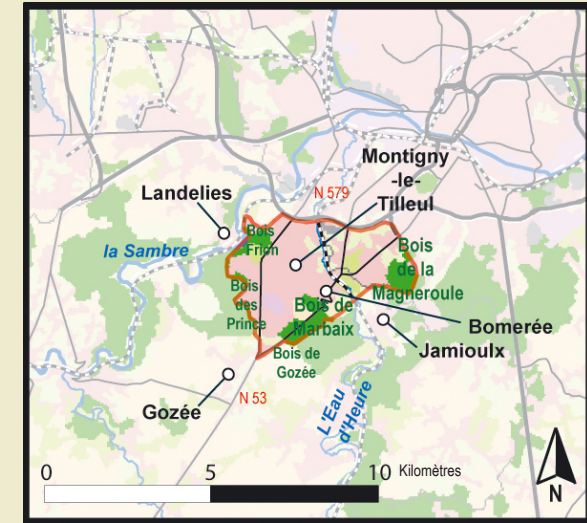 Montigny
-le-
Tilleul
Landelies
N 579
la Sambre
Bois
Frion
Bois
de la
Magneroule
Bois
des
Prince
Bois de
Marbaix
Bomerée
Jamioulx
Bois de
Gozée
Gozée
N 53
L'Eau
d'Heure
0 5 10 Kilomètres
N